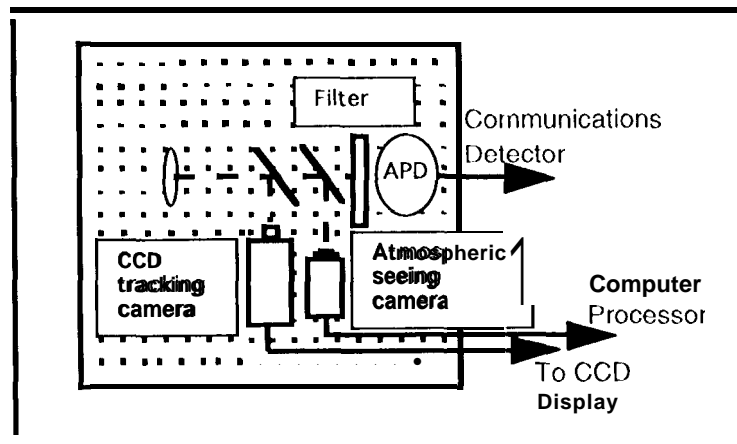 Filter
Communications
Detector
APD
CCD
tracking
camera
Atmospheric
seeing
camera
Computer
Processor
To CCD
Display